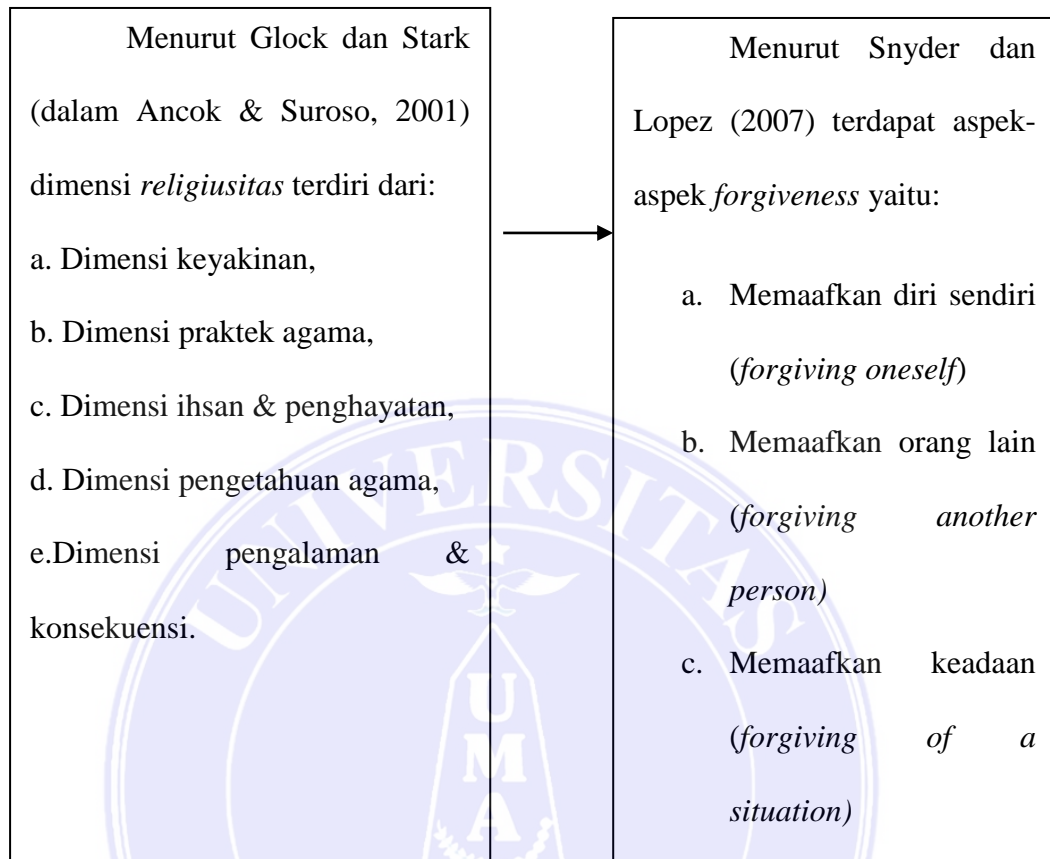 Menurut Glock dan Stark
(dalam Ancok & Suroso, 2001)
dimensi religiusitas terdiri dari:
a. Dimensi keyakinan,
b. Dimensi praktek agama,
c. Dimensi ihsan & penghayatan,
d. Dimensi pengetahuan agama,
e.Dimensi pengalaman &
konsekuensi.
Menurut Snyder dan
Lopez (2007) terdapat aspek-
aspek forgiveness yaitu:
a. Memaafkan diri sendiri
(forgiving oneself)
b. Memaafkan orang lain
(forgiving another
person)
c. Memaafkan keadaan
(forgiving of a
situation)
UNIVERSITAS
UMA